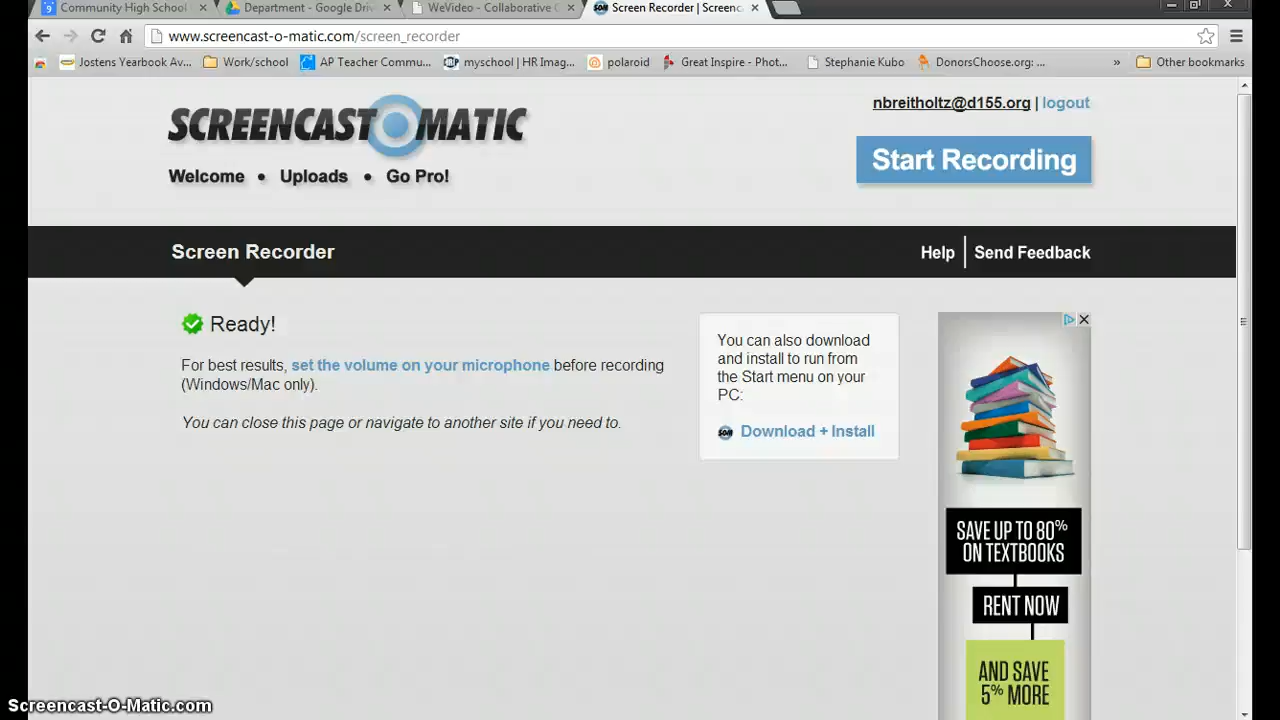 Community High School
Department - Google Driv
WeVideo - Collaborative
Screen Recorder | Screenc
www.screencast-o-matic.com/screen_recorder
Jostens Yearbook Av...
Work/school
AP Teacher Commu...
myschool | HR Imag...
polaroid
Great Inspire - Phot...
Stephanie Kubo
DonorsChoose.org: ...
»
Other bookmarks
SCREENCAST O MATIC
nbreitholtz@d155.org | logout
Start Recording
Welcome • Uploads • Go Pro!
Screen Recorder
Help | Send Feedback
Ready!
For best results, set the volume on your microphone before recording
(Windows/Mac only).
You can close this page or navigate to another site if you need to.
You can also download
and install to run from
the Start menu on your
PC:
SOM Download + Install
SAVE UP TO 80%
ON TEXTBOOKS
RENT NOW
AND SAVE
5% MORE
Screencast-O-Matic.com